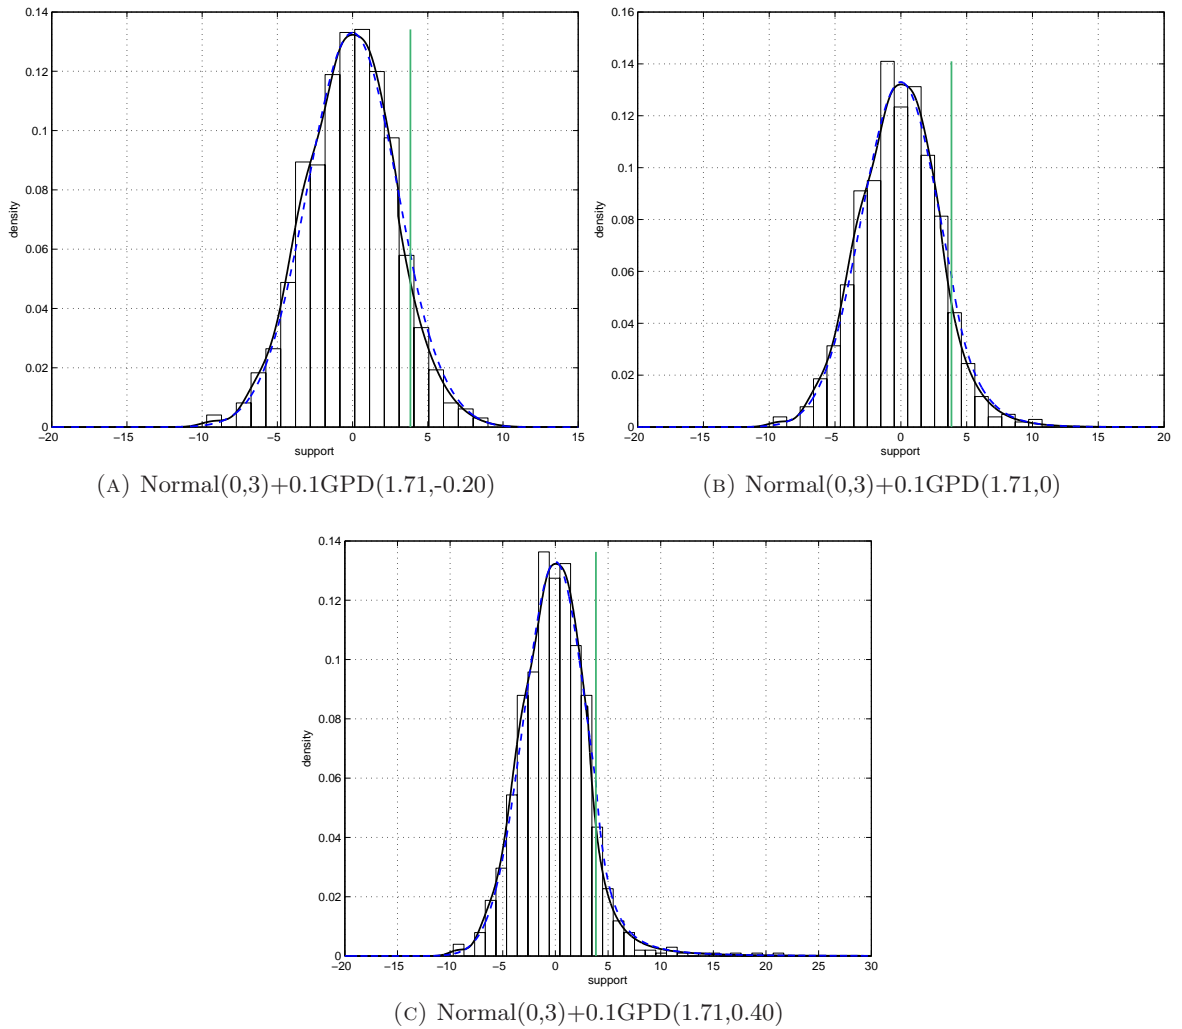 0.14
0.12
0.1
0.08
0.06
0.04
0.02
0
−20 −15 −10 −5 0 5 10 15
density
support
(A) Normal(0,3)+0.1GPD(1.71,-0.20)
0.16
0.14
0.12
0.1
0.08
0.06
0.04
0.02
0
−20 −15 −10 −5 0 5 10 15 20
density
support
(B) Normal(0,3)+0.1GPD(1.71,0)
0.14
0.12
0.1
0.08
0.06
0.04
0.02
0
−20 −15 −10 −5 0 5 10 15 20 25 30
density
support
(C) Normal(0,3)+0.1GPD(1.71,0.40)